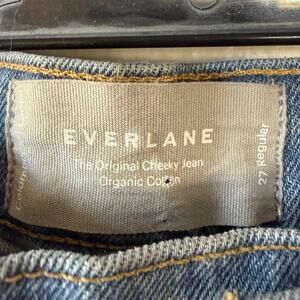 EVERLANE
The Original Cheeky Jean
Organic Cotton
27 Regular